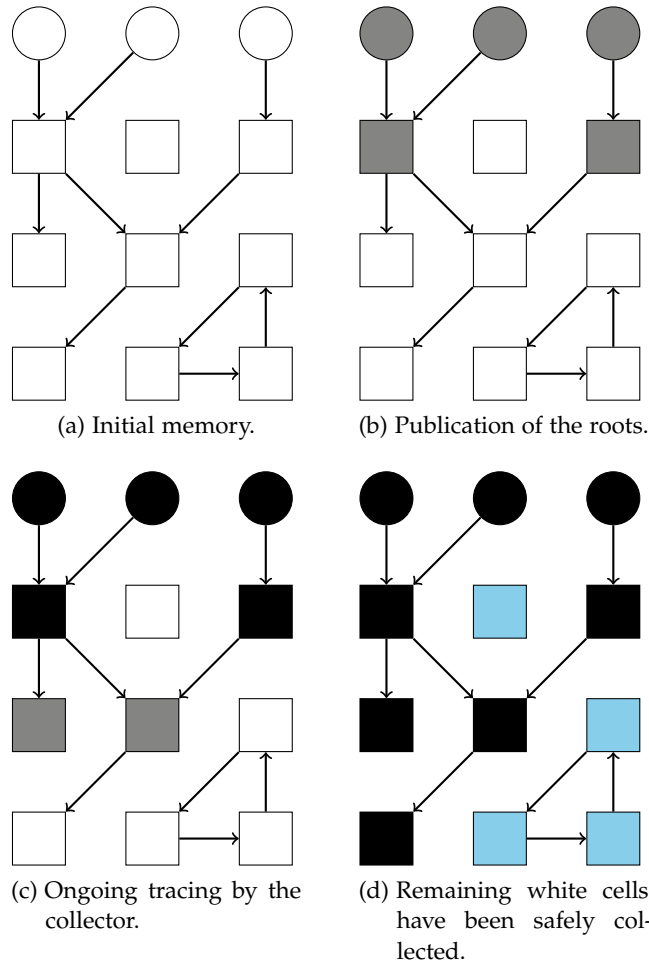 (a) Initial memory.
(b) Publication of the roots.
(c) Ongoing tracing by the
collector.
(d) Remaining white cells
have been safely col-
lected.